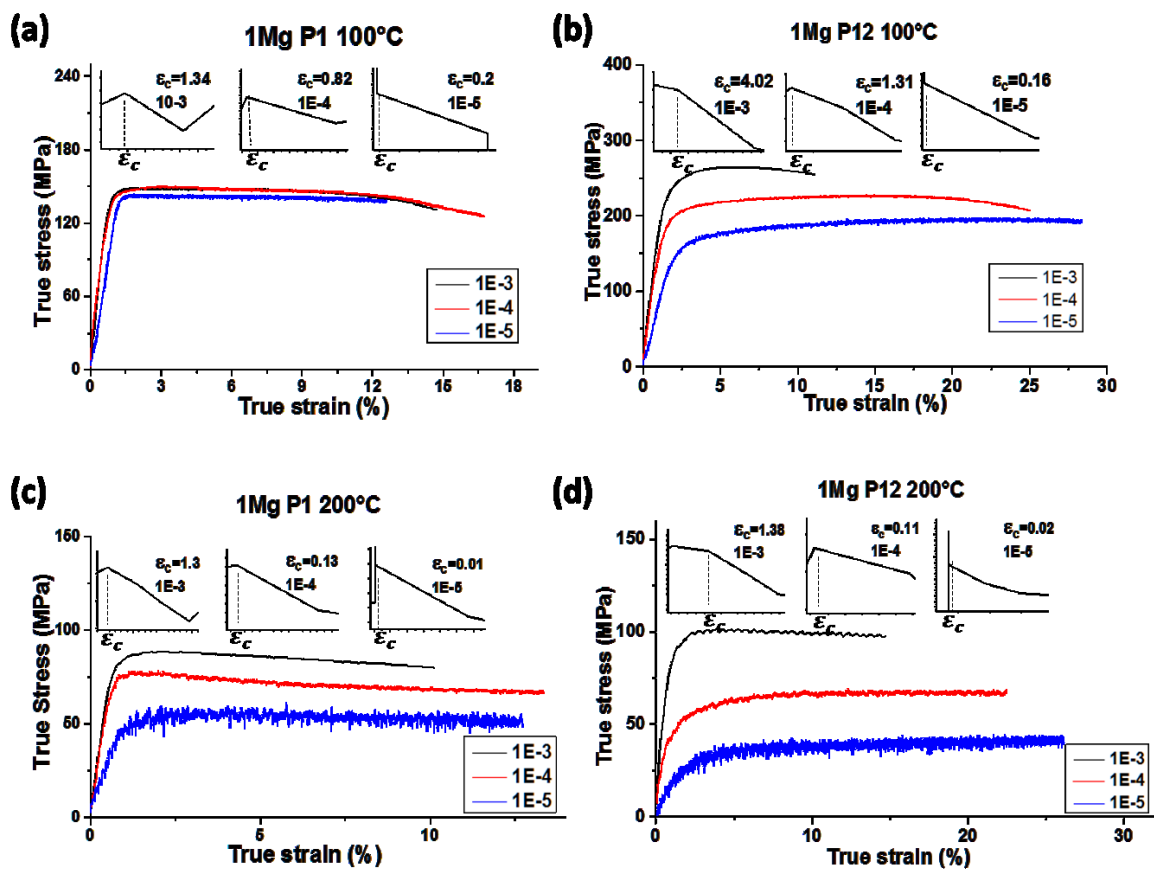 (a)
1Mg P1 100°C
True stress (MPa)
240
180
120
60
0
εc=1.34
10-3
εc
εc=0.82
1E-4
εc
εc=0.2
1E-5
εc
1E-3
1E-4
1E-5
0 3 6 9 12 15 18
True strain (%)
(b)
1Mg P12 100°C
True stress (MPa)
400
300
200
100
0
εc=4.02
1E-3
εc
εc=1.31
1E-4
εc
εc=0.16
1E-5
εc
1E-3
1E-4
1E-5
0 5 10 15 20 25 30
True strain (%)
(c)
1Mg P1 200°C
True Stress (MPa)
150
100
50
0
εc=1.3
1E-3
εc
εc=0.13
1E-4
εc
εc=0.01
1E-5
εc
1E-3
1E-4
1E-5
0 5 10
True strain (%)
(d)
1Mg P12 200°C
True stress (MPa)
150
100
50
0
εc=1.38
1E-3
εc
εc=0.11
1E-4
εc
εc=0.02
1E-5
εc
1E-3
1E-4
1E-5
0 10 20 30
True strain (%)